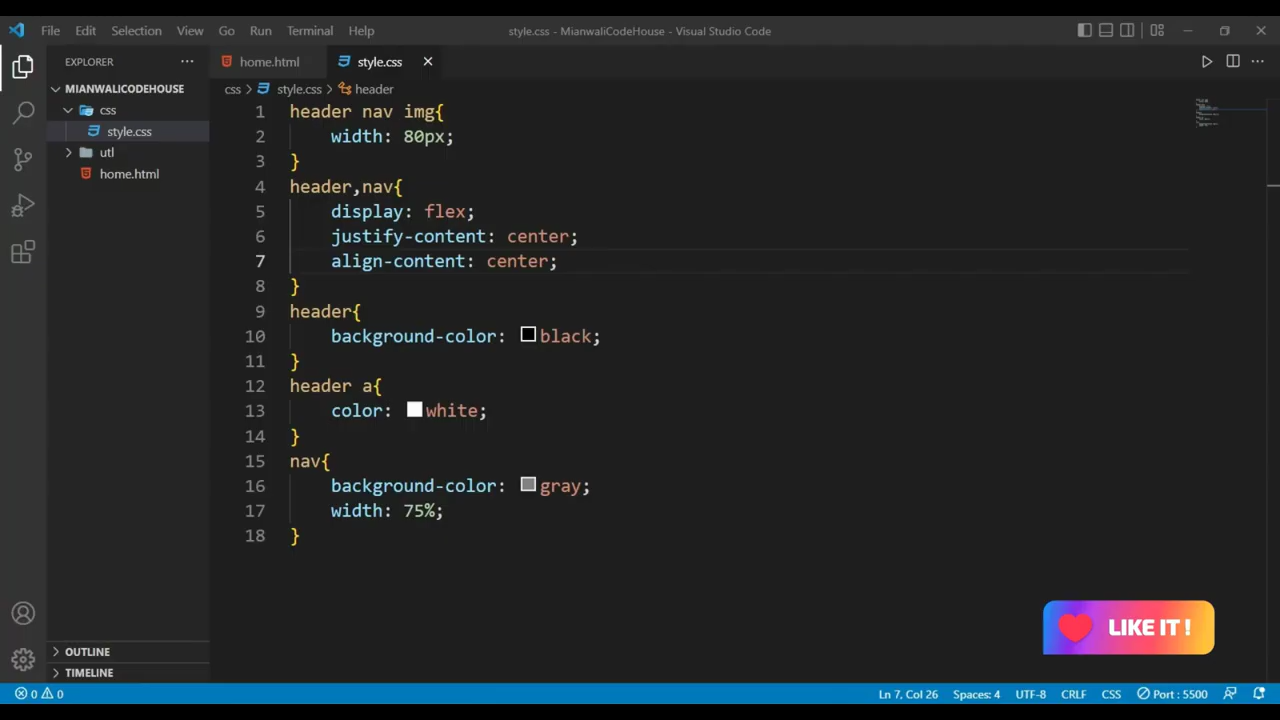 File Edit Selection View Go Run Terminal Help style.css - MianwaliCodeHouse - Visual Studio Code
EXPLORER
home.html
style.css
MIANWALICODEHOUSE
css
style.css
utl
home.html
OUTLINE
TIMELINE
css > style.css > header
1 header nav img{
2 width: 80px;
3 }
4 header,nav{
5 display: flex;
6 justify-content: center;
7 align-content: center;
8 }
9 header{
10 background-color: black;
11 }
12 header a{
13 color: white;
14 }
15 nav{
16 background-color: gray;
17 width: 75%;
18 }
LIKE IT !
0 0 Ln 7, Col 26 Spaces: 4 UTF-8 CRLF CSS Port : 5500